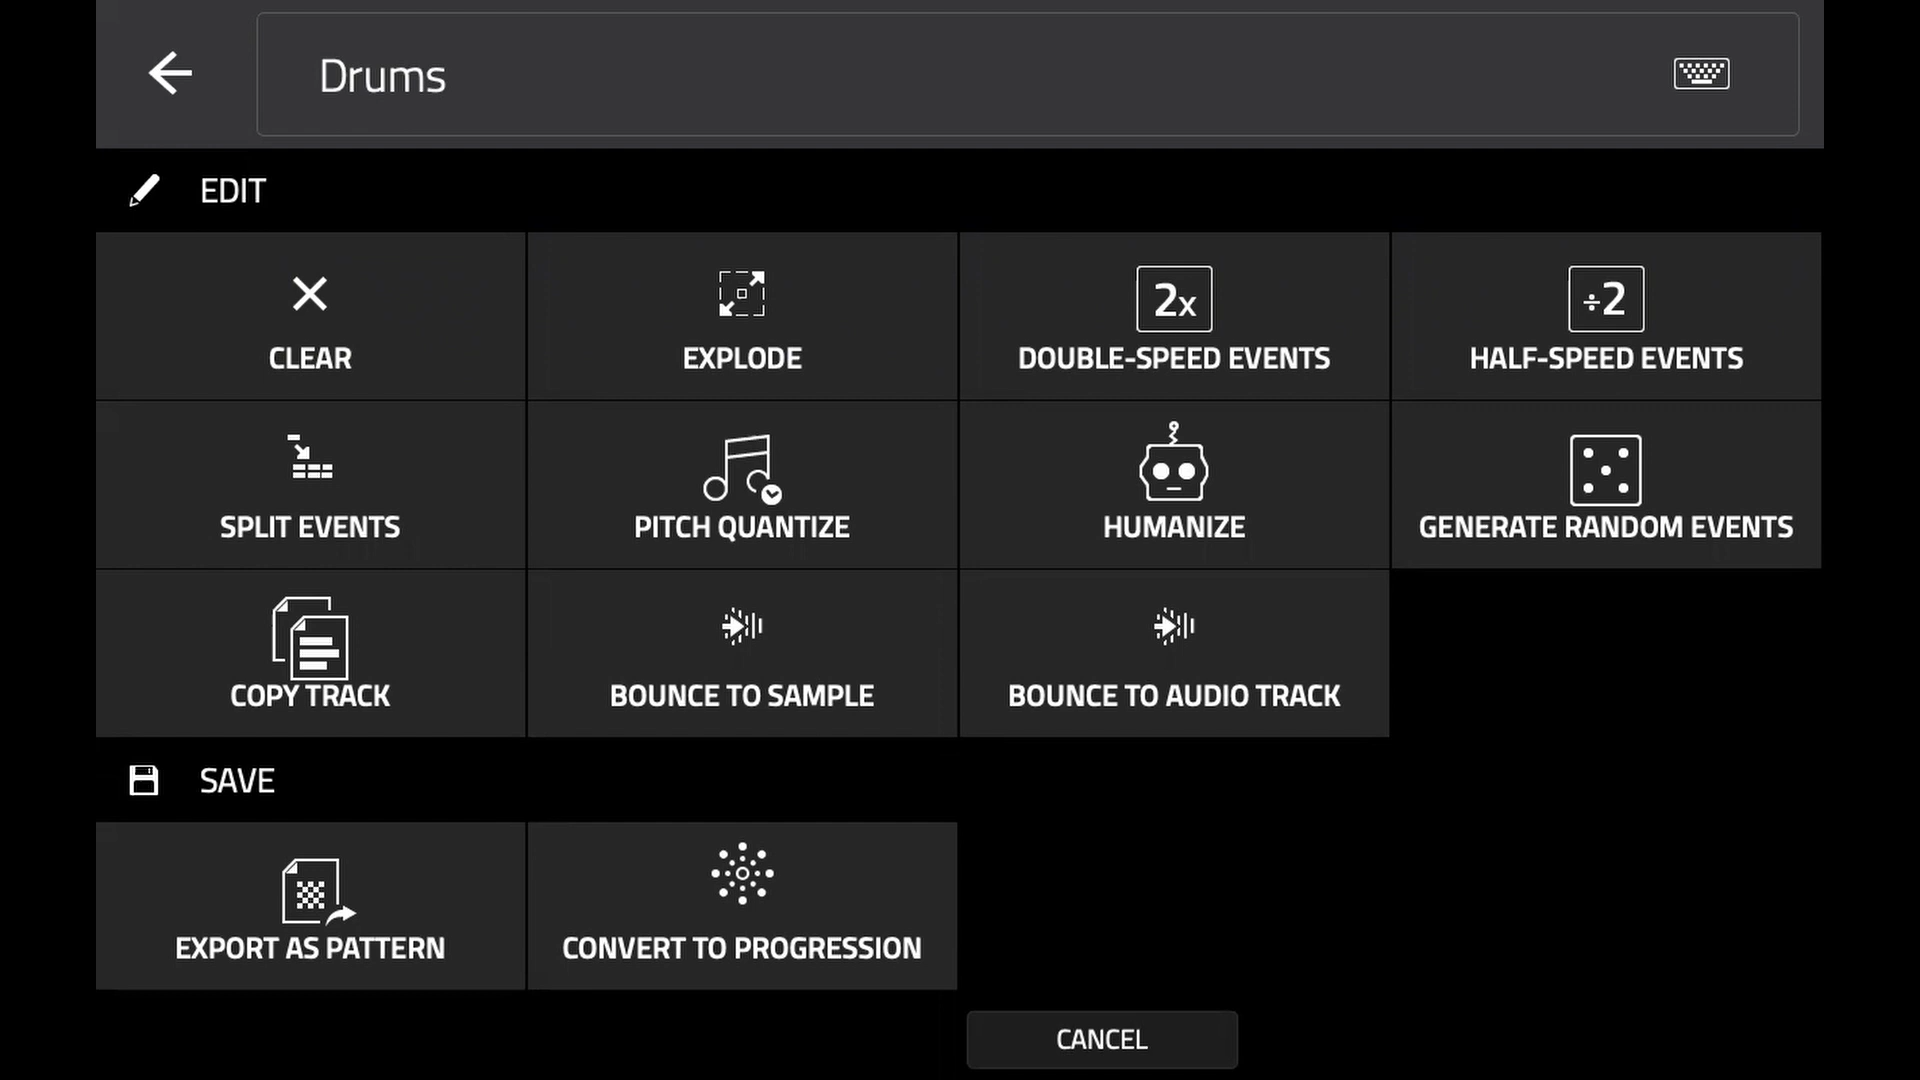 Drums
EDIT
CLEAR
EXPLODE
2x
DOUBLE-SPEED EVENTS
÷2
HALF-SPEED EVENTS
SPLIT EVENTS
PITCH QUANTIZE
HUMANIZE
GENERATE RANDOM EVENTS
COPY TRACK
BOUNCE TO SAMPLE
BOUNCE TO AUDIO TRACK
SAVE
EXPORT AS PATTERN
CONVERT TO PROGRESSION
CANCEL